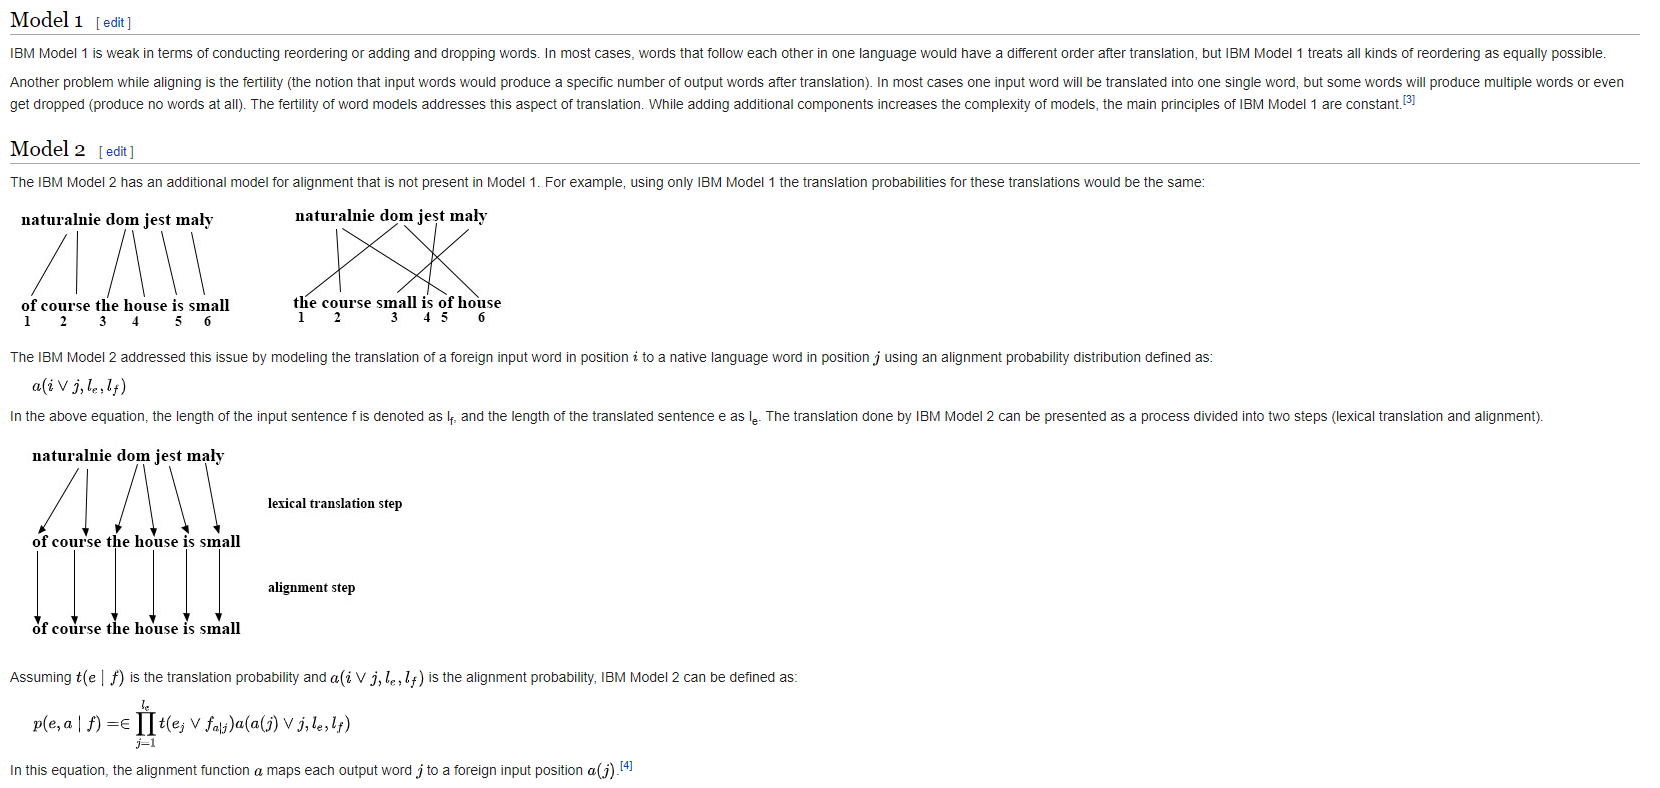 Model 1 [ edit ]
IBM Model 1 is weak in terms of conducting reordering or adding and dropping words. In most cases, words that follow each other in one language would have a different order after translation, but IBM Model 1 treats all kinds of reordering as equally possible.
Another problem while aligning is the fertility (the notion that input words would produce a specific number of output words after translation). In most cases one input word will be translated into one single word, but some words will produce multiple words or even
get dropped (produce no words at all). The fertility of word models addresses this aspect of translation. While adding additional components increases the complexity of models, the main principles of IBM Model 1 are constant.[3]
Model 2 [ edit ]
The IBM Model 2 has an additional model for alignment that is not present in Model 1. For example, using only IBM Model 1 the translation probabilities for these translations would be the same:
naturalnie dom jest mały
of course the house is small
1 2 3 4 5 6
naturalnie dom jest mały
the course small is of house
1 2 3 4 5 6
The IBM Model 2 addressed this issue by modeling the translation of a foreign input word in position i to a native language word in position j using an alignment probability distribution defined as:
a(i ∨ j, lₑ, l_f)
In the above equation, the length of the input sentence f is denoted as l_f, and the length of the translated sentence e as lₑ. The translation done by IBM Model 2 can be presented as a process divided into two steps (lexical translation and alignment).
naturalnie dom jest mały
lexical translation step
of course the house is small
alignment step
of course the house is small
Assuming t(e | f) is the translation probability and a(i ∨ j, lₑ, l_f) is the alignment probability, IBM Model 2 can be defined as:
p(e, a | f) =∈ ∏_{j=1}^{lₑ} t(e_j ∨ f_{a|j})a(a(j) ∨ j, lₑ, l_f)
In this equation, the alignment function a maps each output word j to a foreign input position a(j).[4]